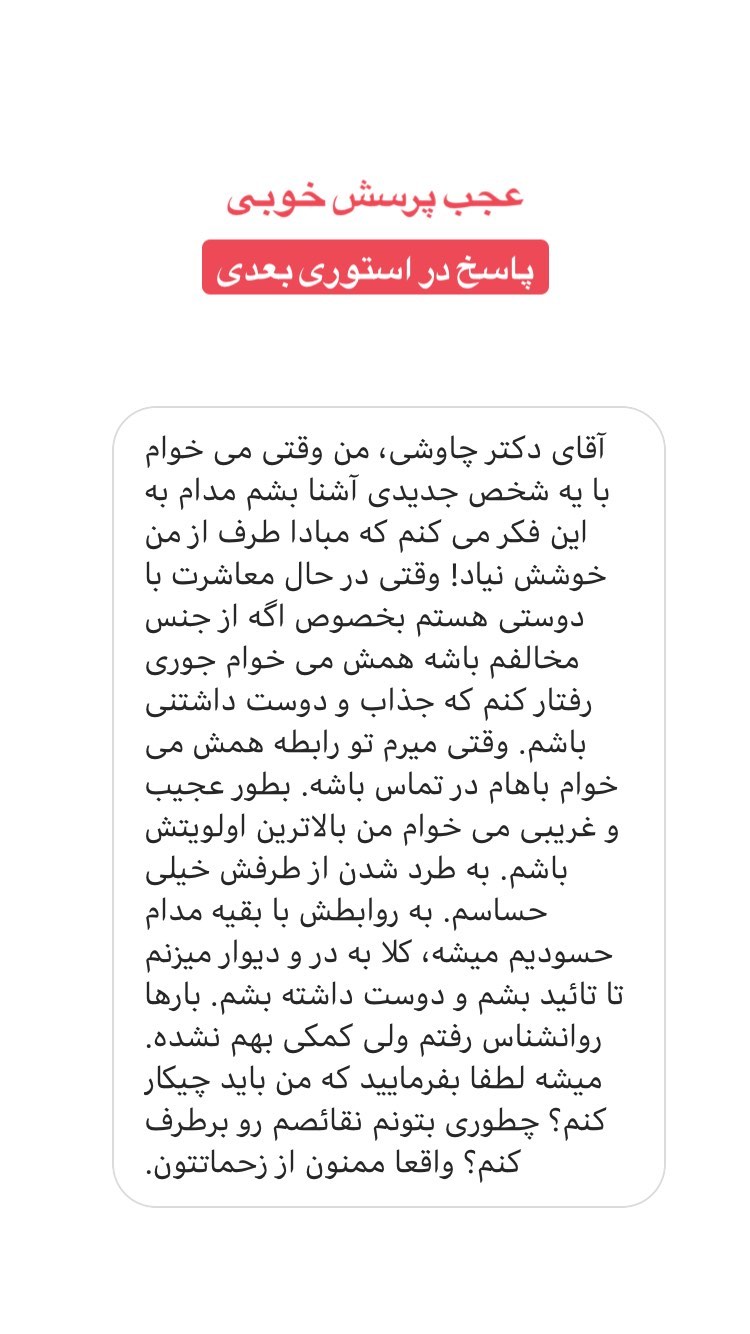 عجب پرسش خوبی
پاسخ در استوری بعدی
آقای دکتر چاوشی، من وقتی می خوام
با یه شخص جدیدی آشنا بشم مدام به
این فکر می کنم که مبادا طرف از من
خوشش نیاد! وقتی در حال معاشرت با
دوستی هستم بخصوص اگه از جنس
مخالفم باشه همش می خوام جوری
رفتار کنم که جذاب و دوست داشتنی
باشم. وقتی میرم تو رابطه همش می
خوام باهام در تماس باشه. بطور عجیب
و غریبی می خوام من بالاترین اولویتش
باشم. به طرد شدن از طرفش خیلی
حساسم. به روابطش با بقیه مدام
حسودیم میشه، کلا به در و دیوار میزنم
تا تائید بشم و دوست داشته بشم. بارها
روانشناس رفتم ولی کمکی بهم نشده.
میشه لطفا بفرمایید که من باید چیکار
کنم؟ چطوری بتونم نقائصم رو برطرف
کنم؟ واقعا ممنون از زحماتتون.